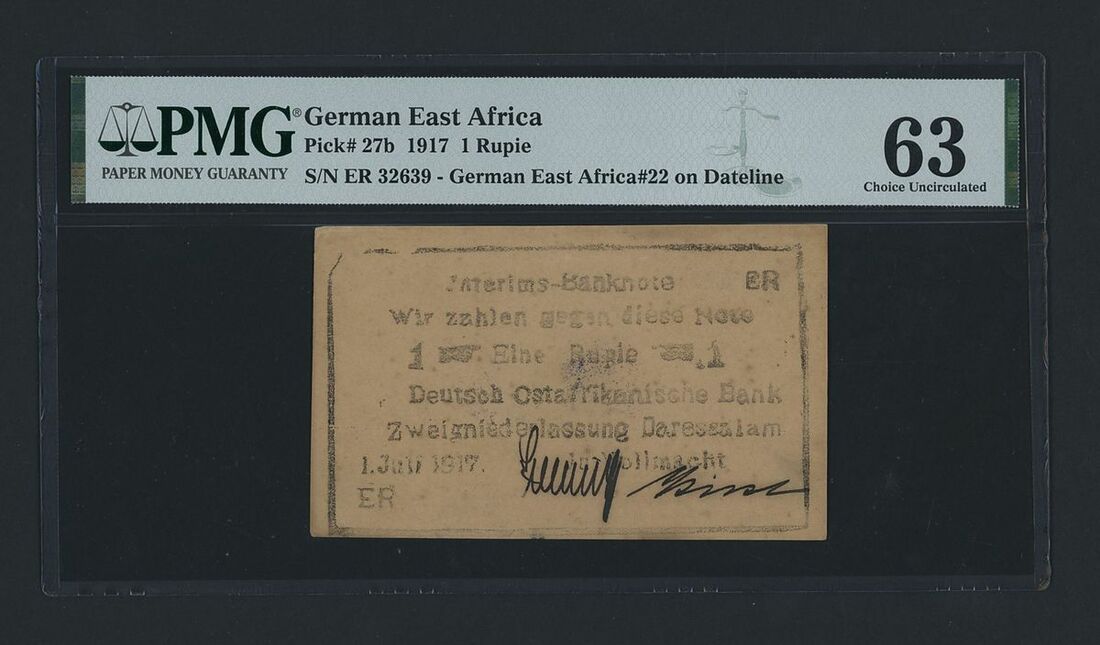 PMG®
PAPER MONEY GUARANTY
German East Africa
Pick# 27b 1917 1 Rupie
S/N ER 32639 - German East Africa#22 on Dateline
63
Choice Uncirculated
Interims-Banknote ER
Wir zahlen gegen diese Note
1 Eine Rupie 1
Deutsch Ostafrikanische Bank
Zweigniederlassung Daressalam
1. Juli 1917. In Vollmacht
ER